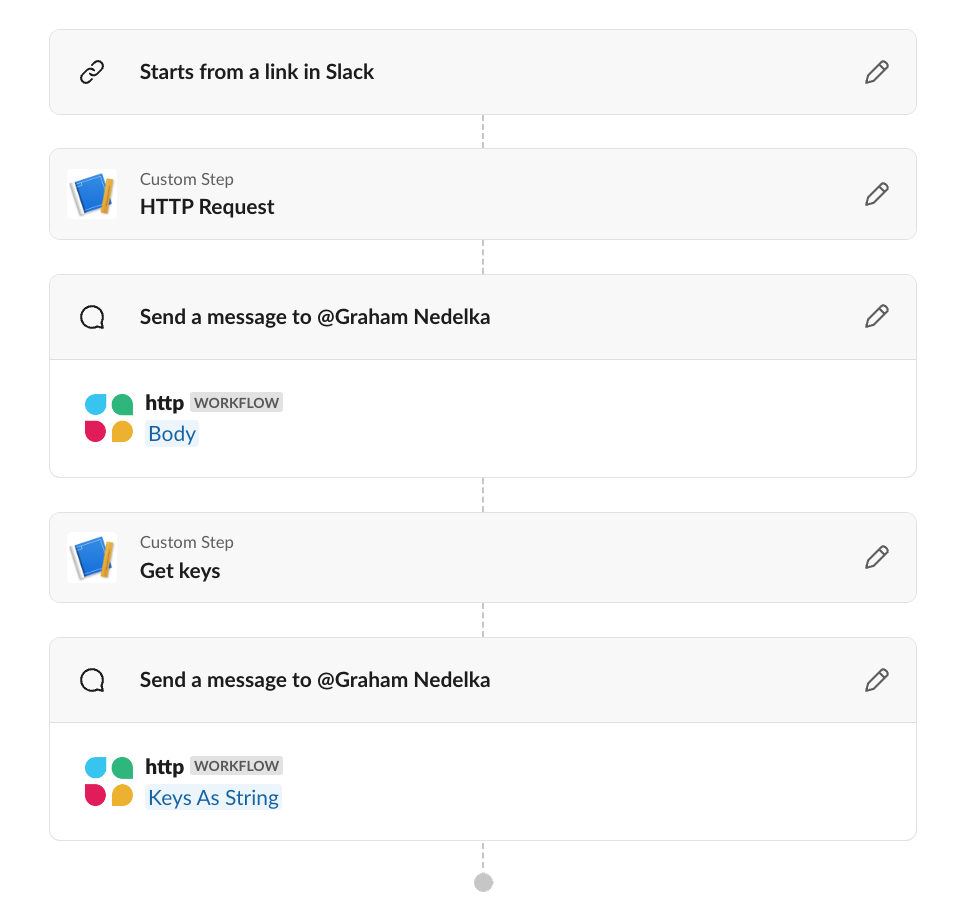 Starts from a link in Slack
Custom Step
HTTP Request
Send a message to @Graham Nedelka
http WORKFLOW
Body
Custom Step
Get keys
Send a message to @Graham Nedelka
http WORKFLOW
Keys As String